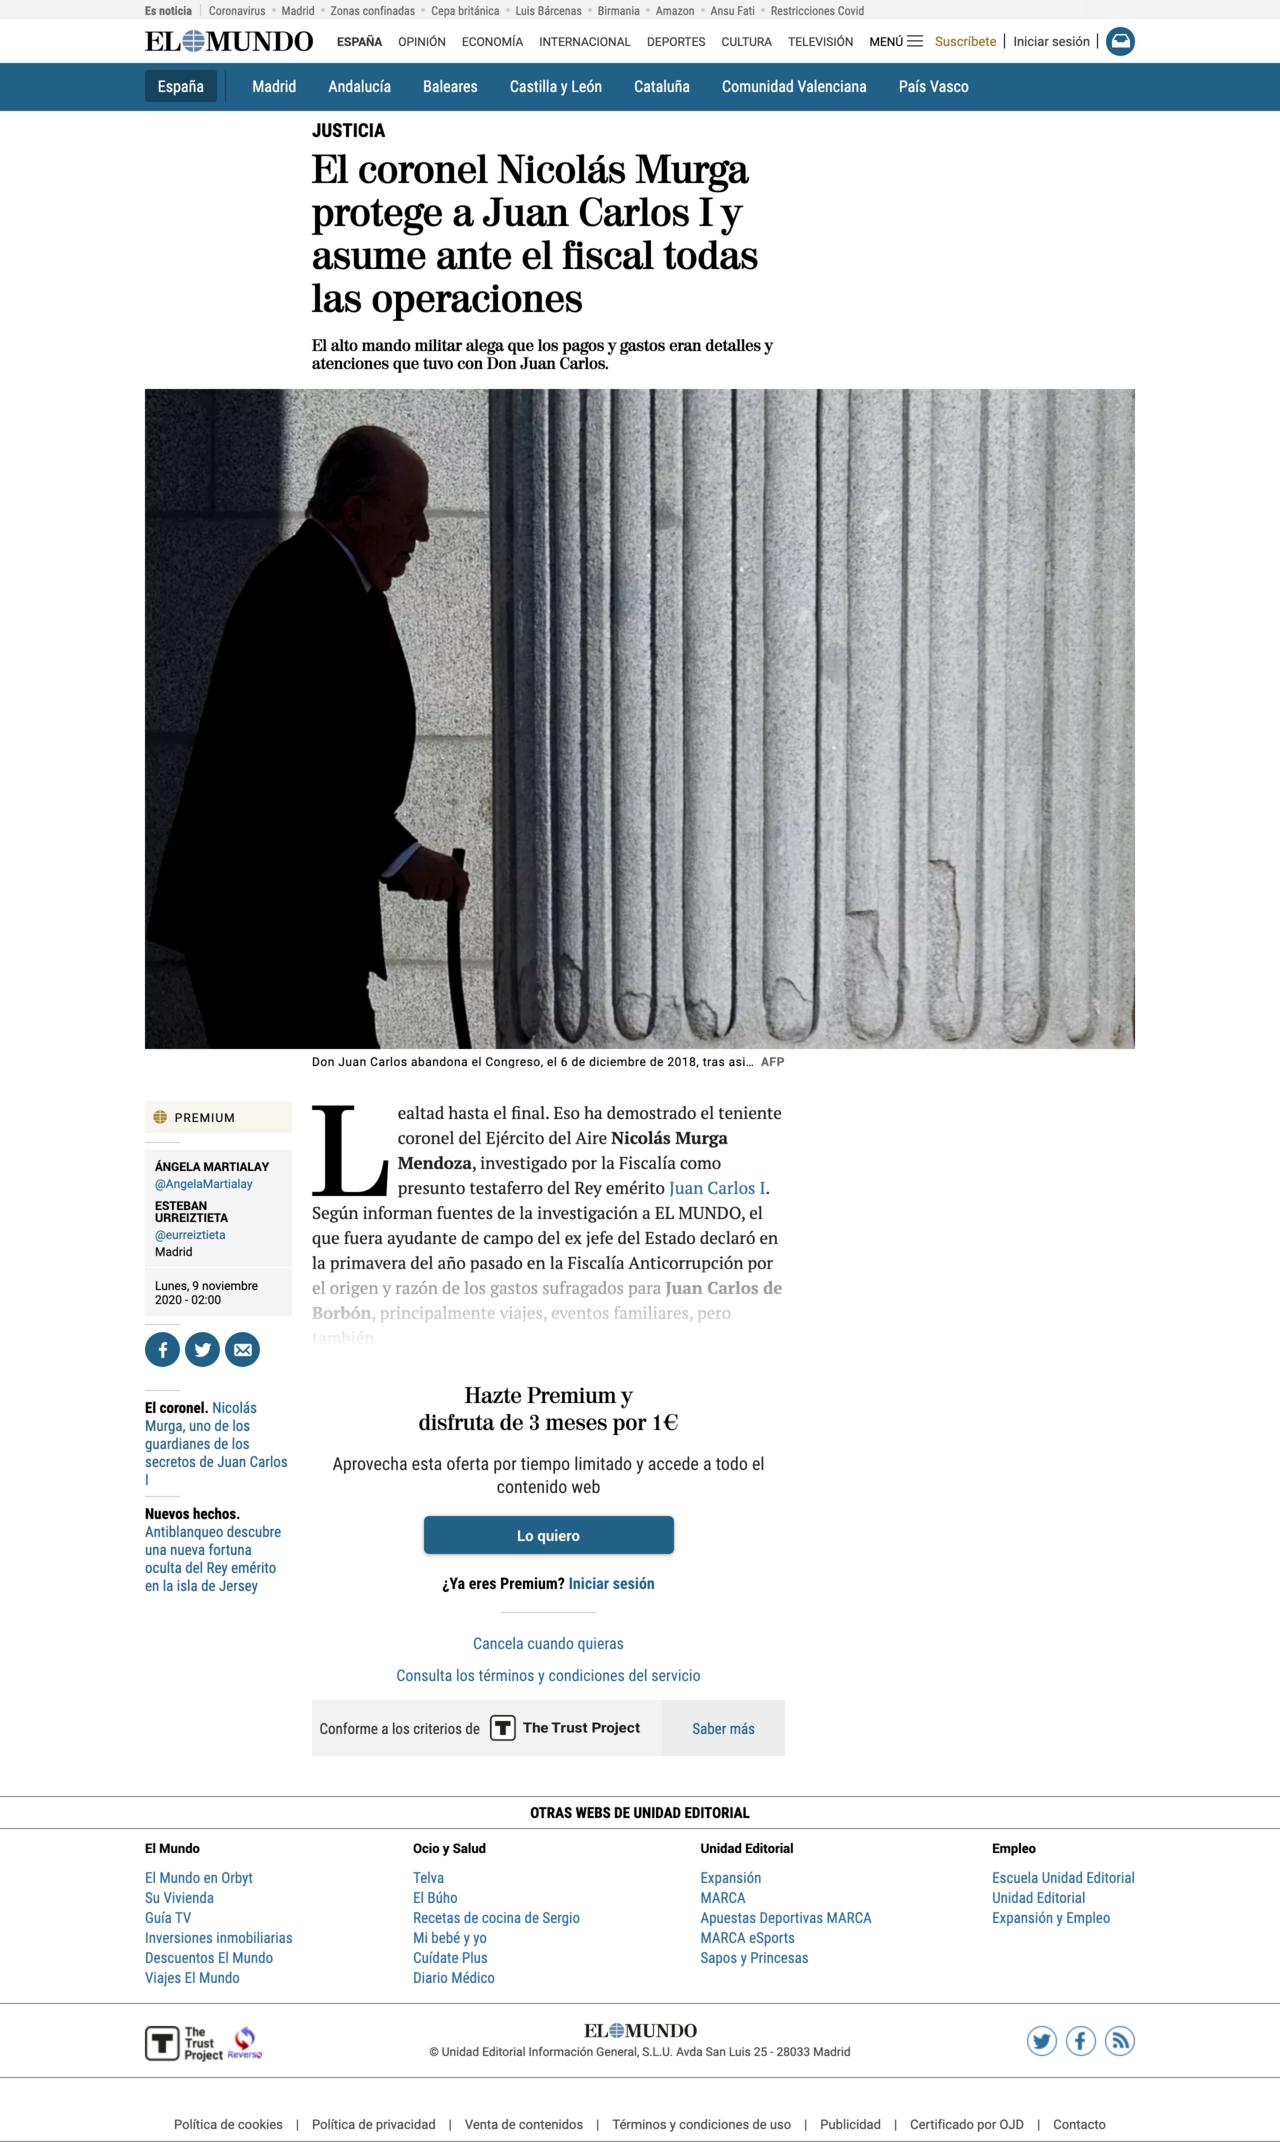 Es noticia Coronavirus Madrid Zonas confinadas Cepa británica Luis Bárcenas Birmania Amazon Ansu Fati Restricciones Covid
EL MUNDO ESPAÑA OPINIÓN ECONOMÍA INTERNACIONAL DEPORTES CULTURA TELEVISIÓN MENÚ Suscríbete | Iniciar sesión |
España Madrid Andalucía Baleares Castilla y León Cataluña Comunidad Valenciana País Vasco
JUSTICIA
El coronel Nicolás Murga
protege a Juan Carlos I y
asume ante el fiscal todas
las operaciones
El alto mando militar alega que los pagos y gastos eran detalles y
atenciones que tuvo con Don Juan Carlos.
Don Juan Carlos abandona el Congreso, el 6 de diciembre de 2018, tras asi... AFP
PREMIUM
ÁNGELA MARTIALAY
@AngelaMartialay
ESTEBAN
URREIZTIETA
@eurreiztieta
Madrid
Lunes, 9 noviembre
2020 - 02:00
El coronel. Nicolás
Murga, uno de los
guardianes de los
secretos de Juan Carlos
I
Nuevos hechos.
Antiblanqueo descubre
una nueva fortuna
oculta del Rey emérito
en la isla de Jersey
Lealtad hasta el final. Eso ha demostrado el teniente
coronel del Ejército del Aire Nicolás Murga
Mendoza, investigado por la Fiscalía como
presunto testaferro del Rey emérito Juan Carlos I.
Según informan fuentes de la investigación a EL MUNDO, el
que fuera ayudante de campo del ex jefe del Estado declaró en
la primavera del año pasado en la Fiscalía Anticorrupción por
el origen y razón de los gastos sufragados para Juan Carlos de
Borbón, principalmente viajes, eventos familiares, pero
también
Hazte Premium y
disfruta de 3 meses por 1€
Aprovecha esta oferta por tiempo limitado y accede a todo el
contenido web
Lo quiero
¿Ya eres Premium? Iniciar sesión
Cancela cuando quieras
Consulta los términos y condiciones del servicio
Conforme a los criterios de T The Trust Project Saber más
OTRAS WEBS DE UNIDAD EDITORIAL
El Mundo
El Mundo en Orbyt
Su Vivienda
Guía TV
Inversiones inmobiliarias
Descuentos El Mundo
Viajes El Mundo
Ocio y Salud
Telva
El Búho
Recetas de cocina de Sergio
Mi bebé y yo
Cuídate Plus
Diario Médico
Unidad Editorial
Expansión
MARCA
Apuestas Deportivas MARCA
MARCA eSports
Sapos y Princesas
Empleo
Escuela Unidad Editorial
Unidad Editorial
Expansión y Empleo
T The
Trust
Project Reverso
EL MUNDO
© Unidad Editorial Información General, S.L.U. Avda San Luis 25 - 28033 Madrid
Política de cookies | Política de privacidad | Venta de contenidos | Términos y condiciones de uso | Publicidad | Certificado por OJD | Contacto